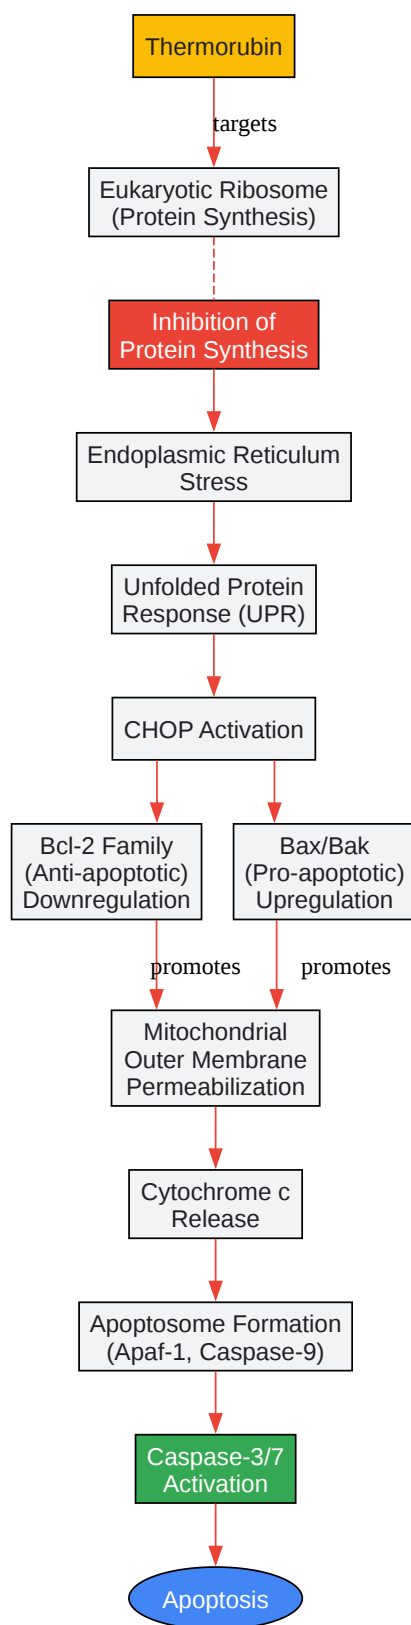 Thermorubin
targets
Eukaryotic Ribosome
(Protein Synthesis)
Inhibition of
Protein Synthesis
Endoplasmic Reticulum
Stress
Unfolded Protein
Response (UPR)
CHOP Activation
Bcl-2 Family
(Anti-apoptotic)
Downregulation
Bax/Bak
(Pro-apoptotic)
Upregulation
promotes
promotes
Mitochondrial
Outer Membrane
Permeabilization
Cytochrome c
Release
Apoptosome Formation
(Apaf-1, Caspase-9)
Caspase-3/7
Activation
Apoptosis